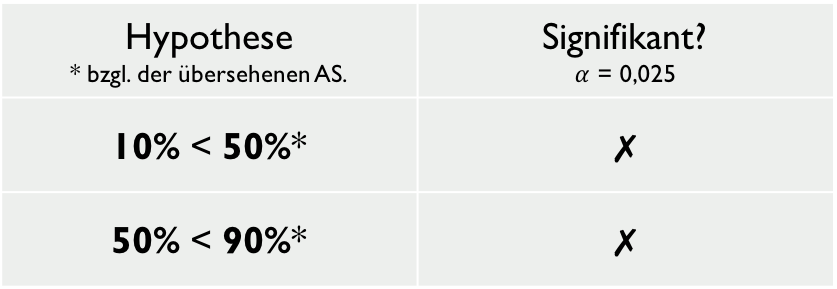 Hypothese
* bzgl. der übersehenen AS.
Signifikant?
α = 0,025
10% < 50%*
✗
50% < 90%*
✗